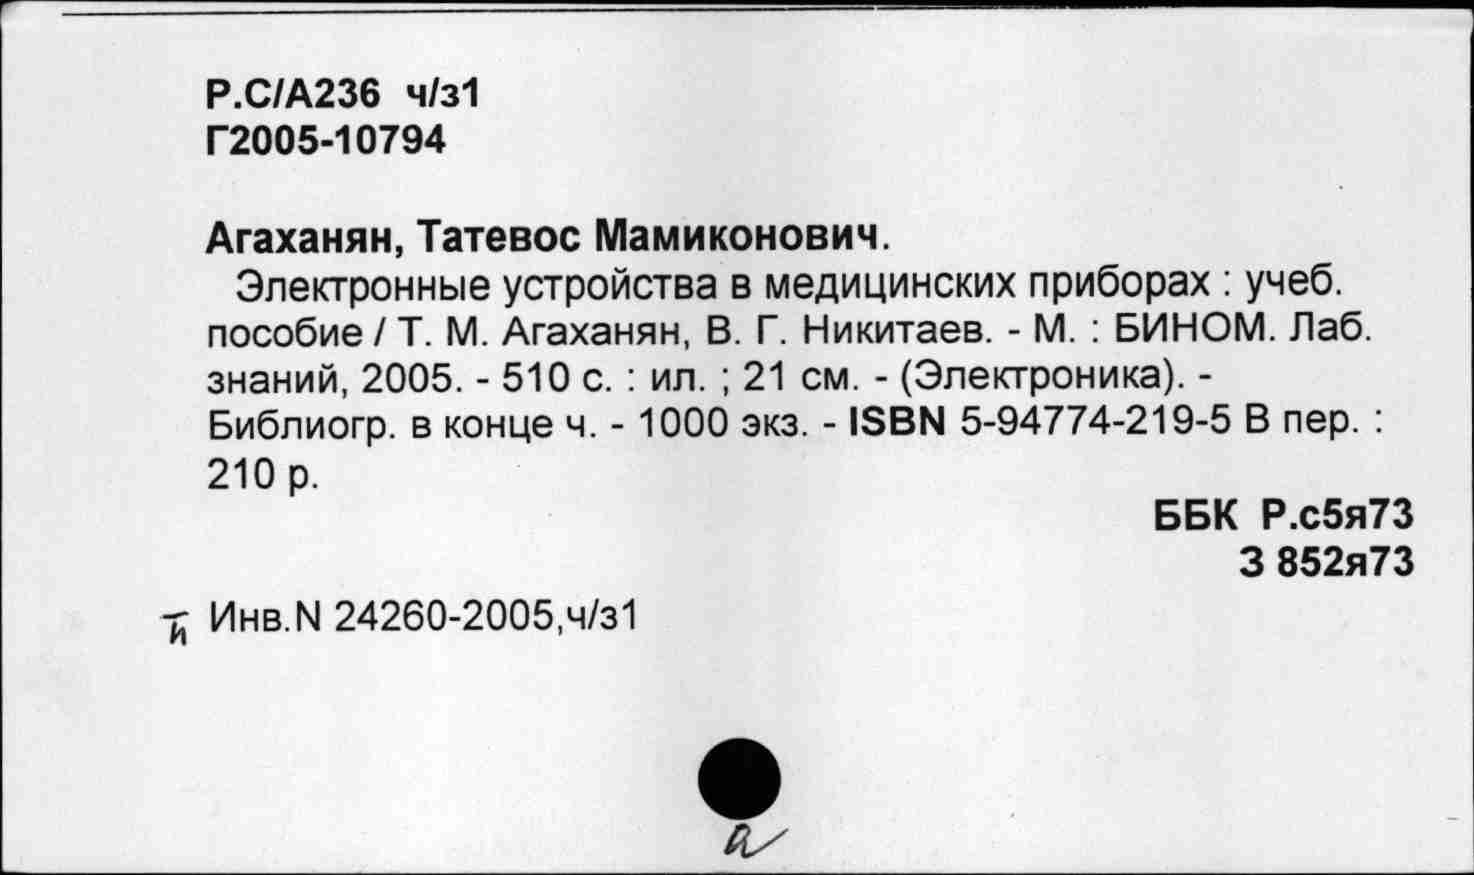 Р.С/А236 ч/з1
Г2005-10794
Агаханян, Татевос Мамиконович.
Электронные устройства в медицинских приборах : учеб.
пособие / Т. М. Агаханян, В. Г. Никитаев. - М. : БИНОМ. Лаб.
знаний, 2005. - 510 с. : ил. ; 21 см. - (Электроника). -
Библиогр. в конце ч. - 1000 экз. - ISBN 5-94774-219-5 В пер. :
210 р.
ББК Р.с5я73
З 852я73
Инв.N 24260-2005,ч/з1